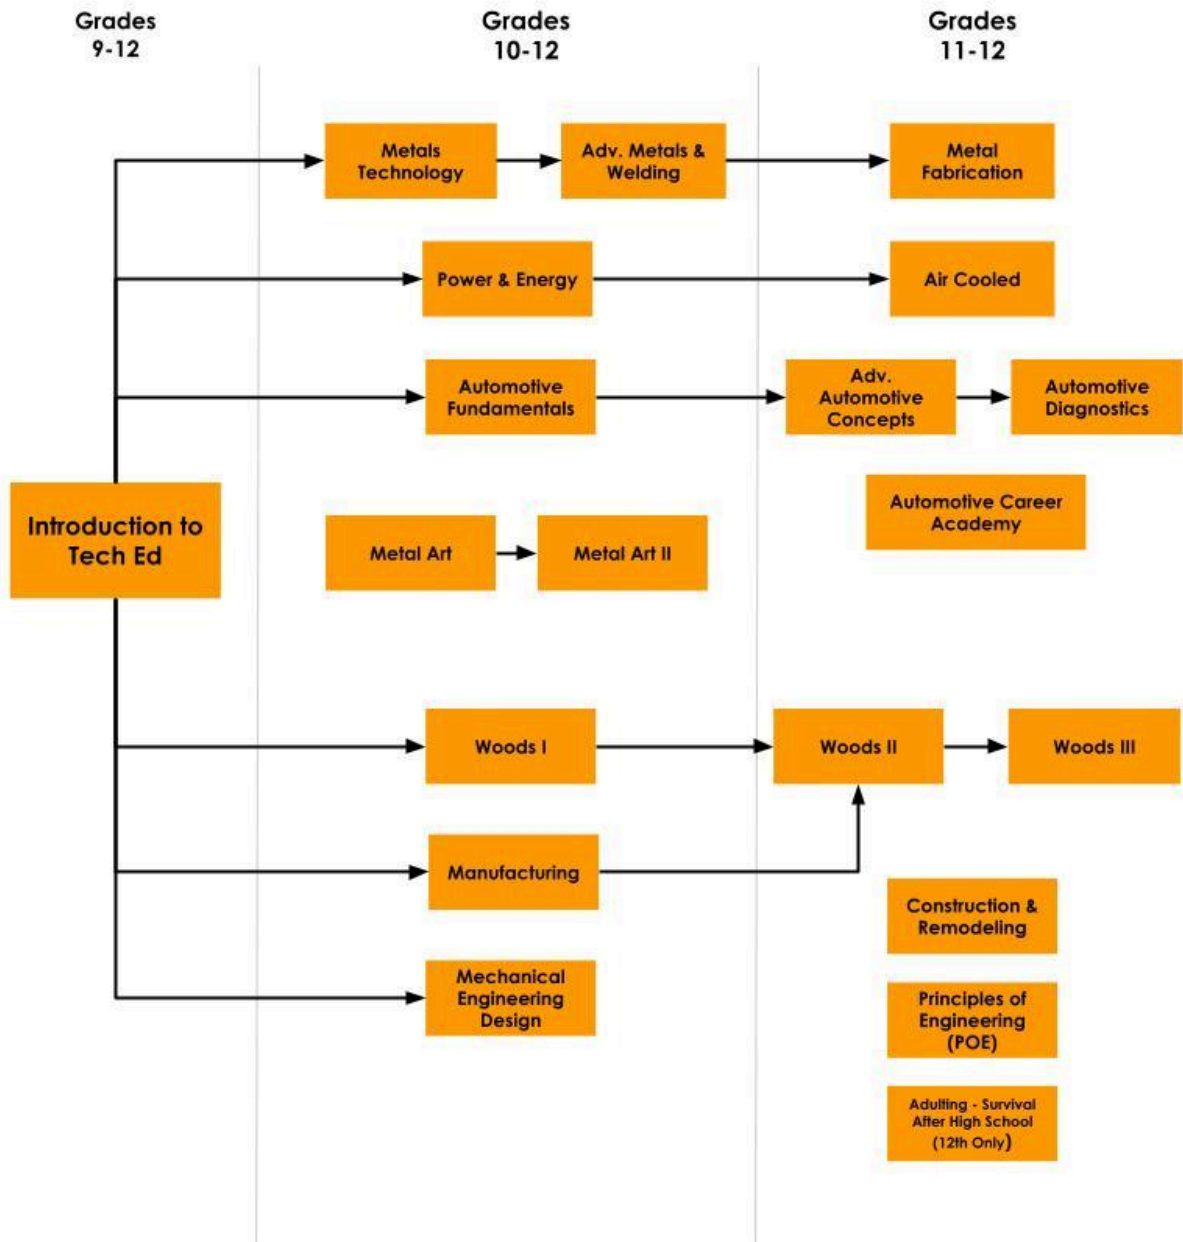 Grades
9-12
Grades
10-12
Grades
11-12
Metals
Technology
Adv. Metals &
Welding
Metal
Fabrication
Power & Energy
Air Cooled
Automotive
Fundamentals
Adv.
Automotive
Concepts
Automotive
Diagnostics
Introduction to
Tech Ed
Automotive Career
Academy
Metal Art
Metal Art II
Woods I
Woods II
Woods III
Manufacturing
Construction &
Remodeling
Mechanical
Engineering
Design
Principles of
Engineering
(POE)
Adulting - Survival
After High School
(12th Only)